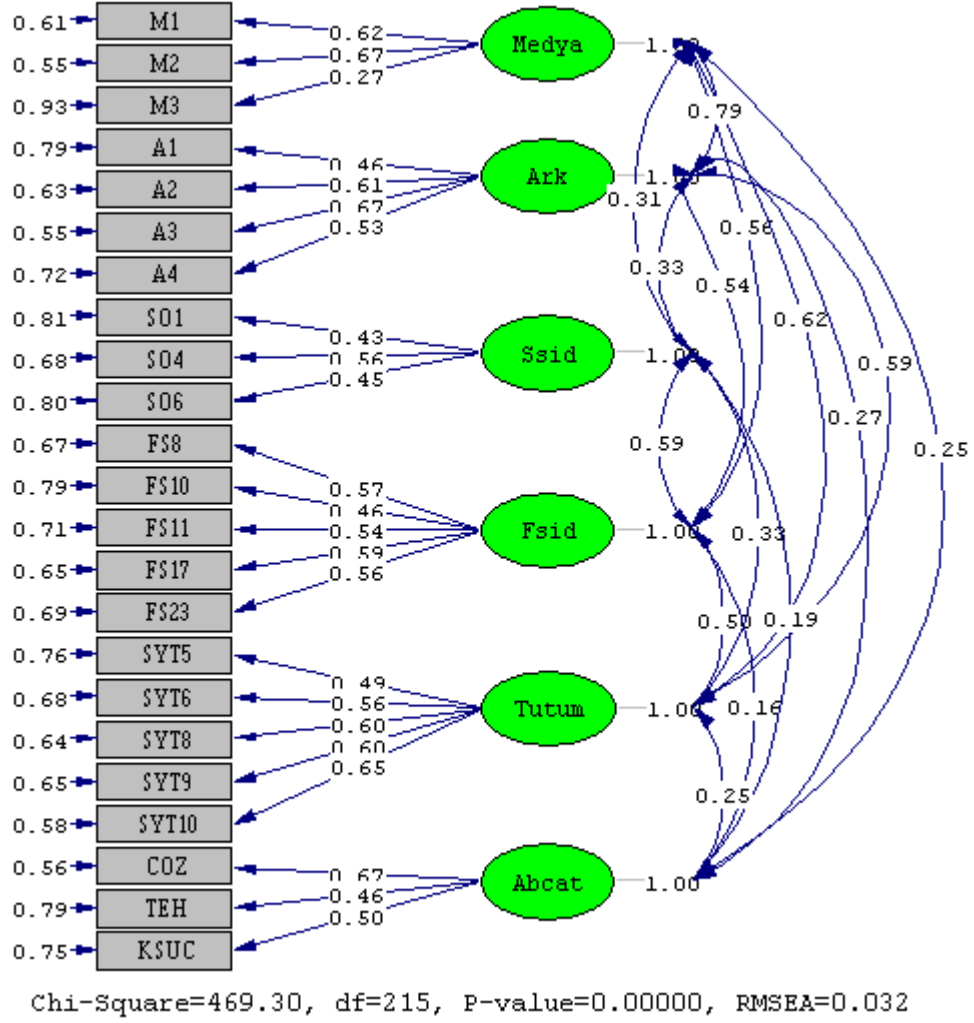 0.61 M1 0.62 Medya 1.00
0.55 M2 0.67
0.93 M3 0.27
0.79
0.79 A1 0.46 Ark 1.00
0.63 A2 0.61 0.31
0.55 A3 0.67 0.56
0.72 A4 0.53 0.33 0.54
0.81 SO1 0.43 Ssid 1.00 0.62
0.68 SO4 0.56 0.59
0.80 SO6 0.45 0.27
0.67 FS8 0.57 0.59 0.25
0.79 FS10 0.46
0.71 FS11 0.54 Fsid 1.00 0.33
0.65 FS17 0.59
0.69 FS23 0.56 0.50 0.19
0.76 SYT5 0.49
0.68 SYT6 0.56 Tutum 1.00 0.16
0.64 SYT8 0.60
0.65 SYT9 0.60
0.58 SYT10 0.65 0.25
0.56 COZ 0.67 Abcat 1.00
0.79 TEH 0.46
0.75 KSUC 0.50
Chi-Square=469.30, df=215, P-value=0.00000, RMSEA=0.032